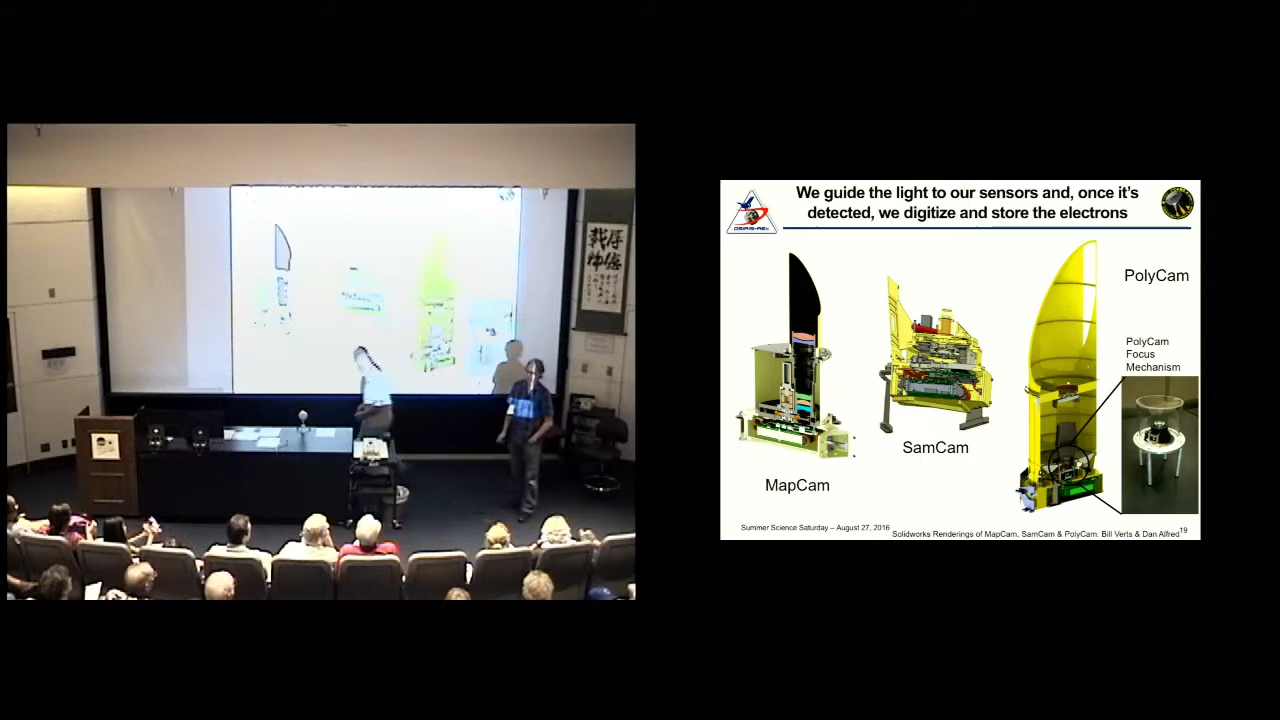 We guide the light to our sensors and, once it's
detected, we digitize and store the electrons
OSIRIS-REx
PolyCam
PolyCam
Focus
Mechanism
SamCam
MapCam
Summer Science Saturday – August 27, 2016
Solidworks Renderings of MapCam, SamCam & PolyCam: Bill Verts & Dan Alfred
19